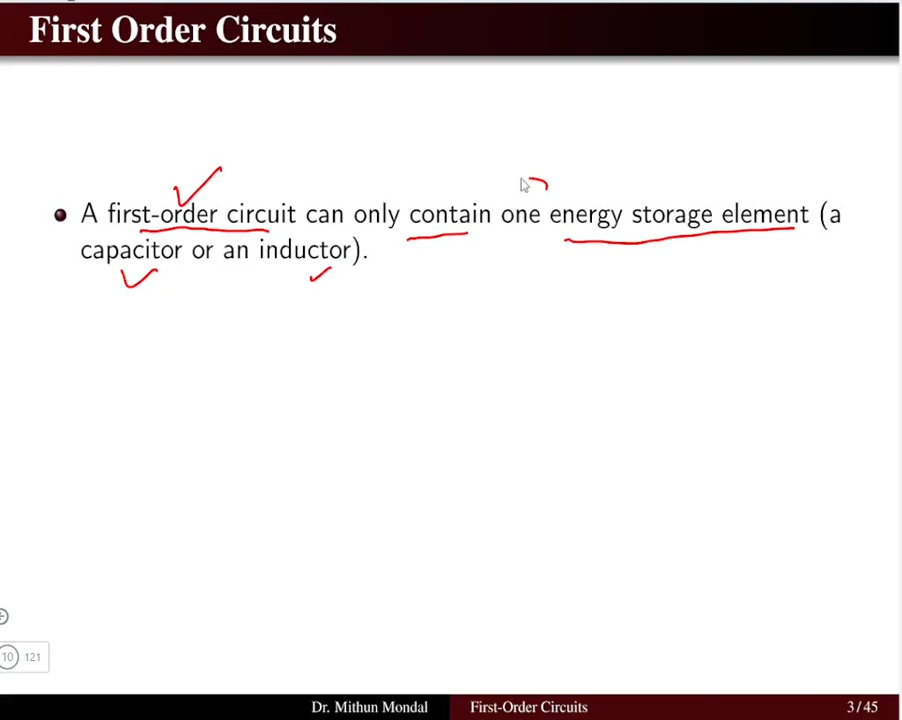 First Order Circuits
A first-order circuit can only contain one energy storage element (a
capacitor or an inductor).
10 121
Dr. Mithun Mondal First-Order Circuits 3 / 45